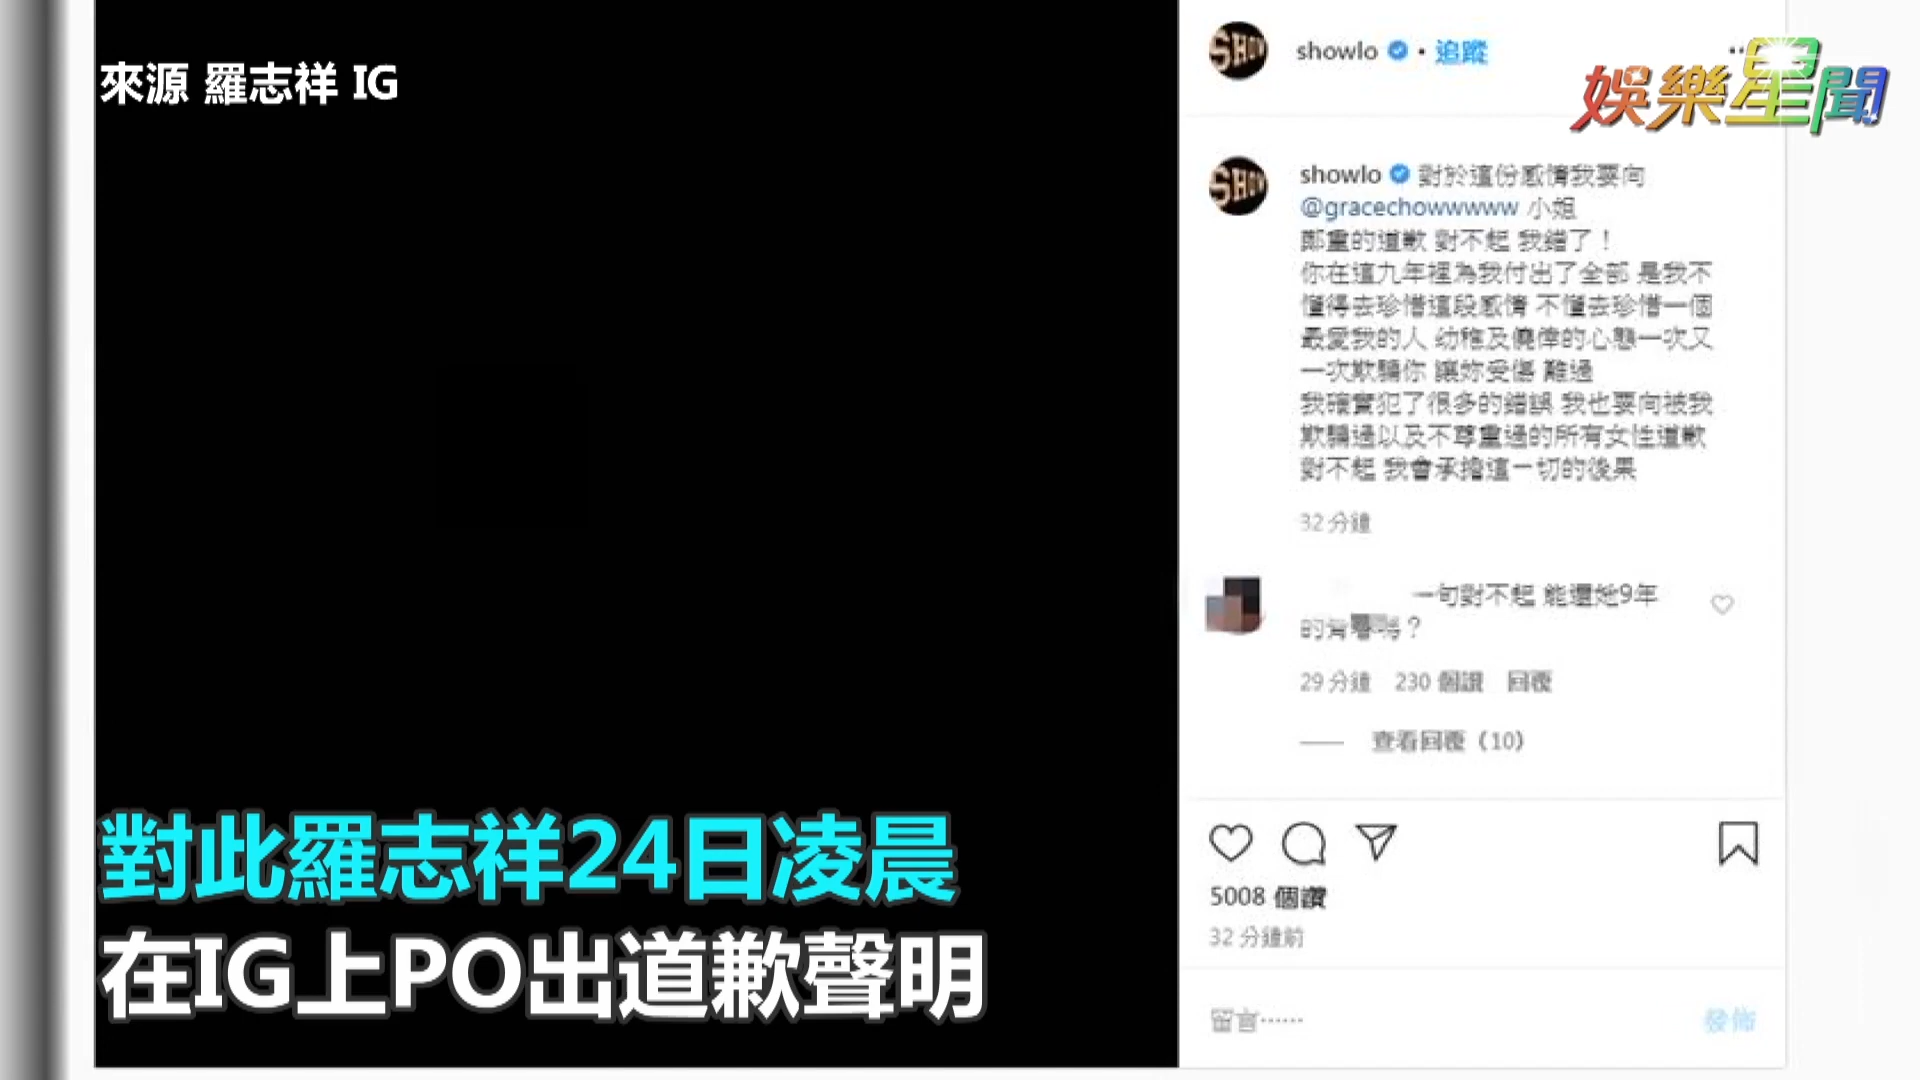 來源 羅志祥 IG
showlo • 追蹤
娛樂星聞
showlo 對於這份感情我要向
@gracechowwwww 小姐
鄭重的道歉 對不起 我錯了！
你在這九年裡為我付出了全部 是我不
懂得去珍惜這段感情 不懂去珍惜一個
最愛我的人 幼稚及僥倖的心態一次又
一次欺騙你 讓妳受傷 難過
我確實犯了很多的錯誤 我也要向被我
欺騙過以及不尊重過的所有女性道歉
對不起 我會承擔這一切的後果
32 分鐘
一句對不起 能還她9年
的青春嗎？
29 分鐘 230 個讚 回覆
查看回覆（10）
5008 個讚
32 分鐘前
留言……
發佈
對此羅志祥24日凌晨
在IG上PO出道歉聲明